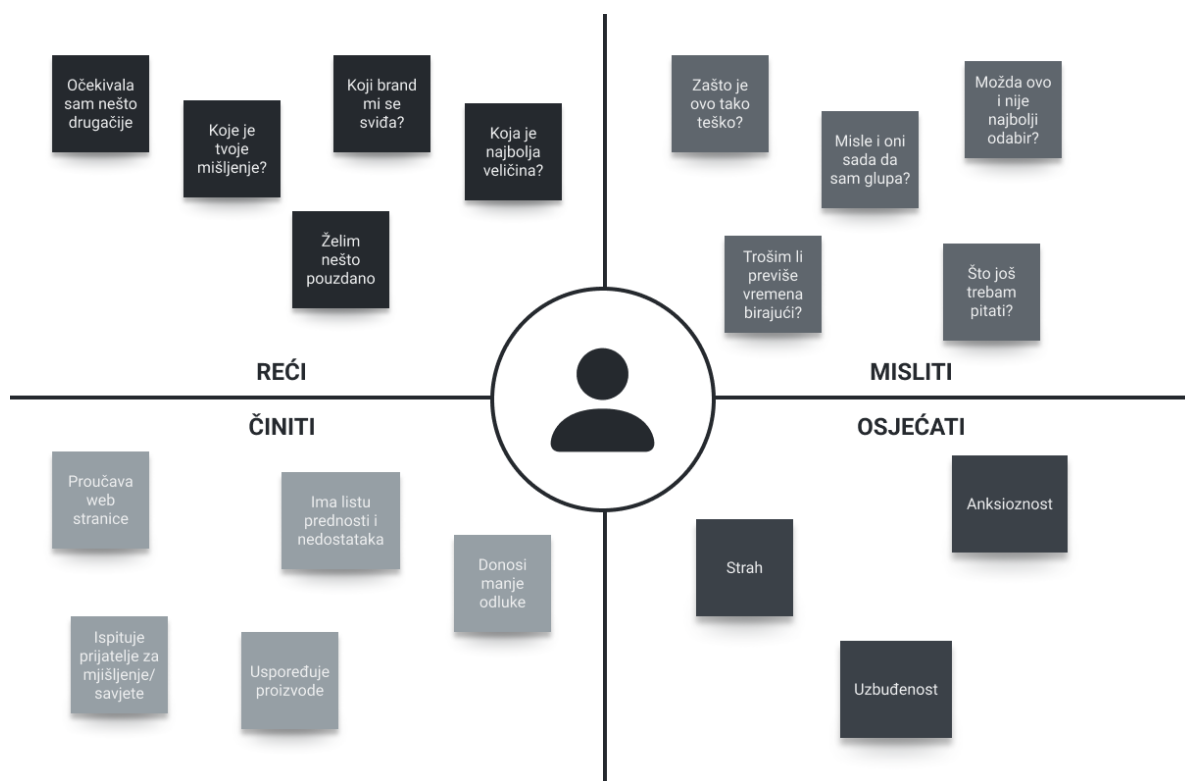 Očekivala
sam nešto
drugačije
Koje je
tvoje
mišljenje?
Koji brand
mi se
sviđa?
Koja je
najbolja
veličina?
Želim
nešto
pouzdano
REĆI
Zašto je
ovo tako
teško?
Misle i oni
sada da
sam glupa?
Možda ovo
i nije
najbolji
odabir?
Trošim li
previše
vremena
birajući?
Što još
trebam
pitati?
MISLITI
ČINITI
Proučava
web
stranice
Ima listu
prednosti i
nedostataka
Donosi
manje
odluke
Ispituje
prijatelje za
mjišljenje/
savjete
Uspoređuje
proizvode
OSJEĆATI
Anksioznost
Strah
Uzbuđenost